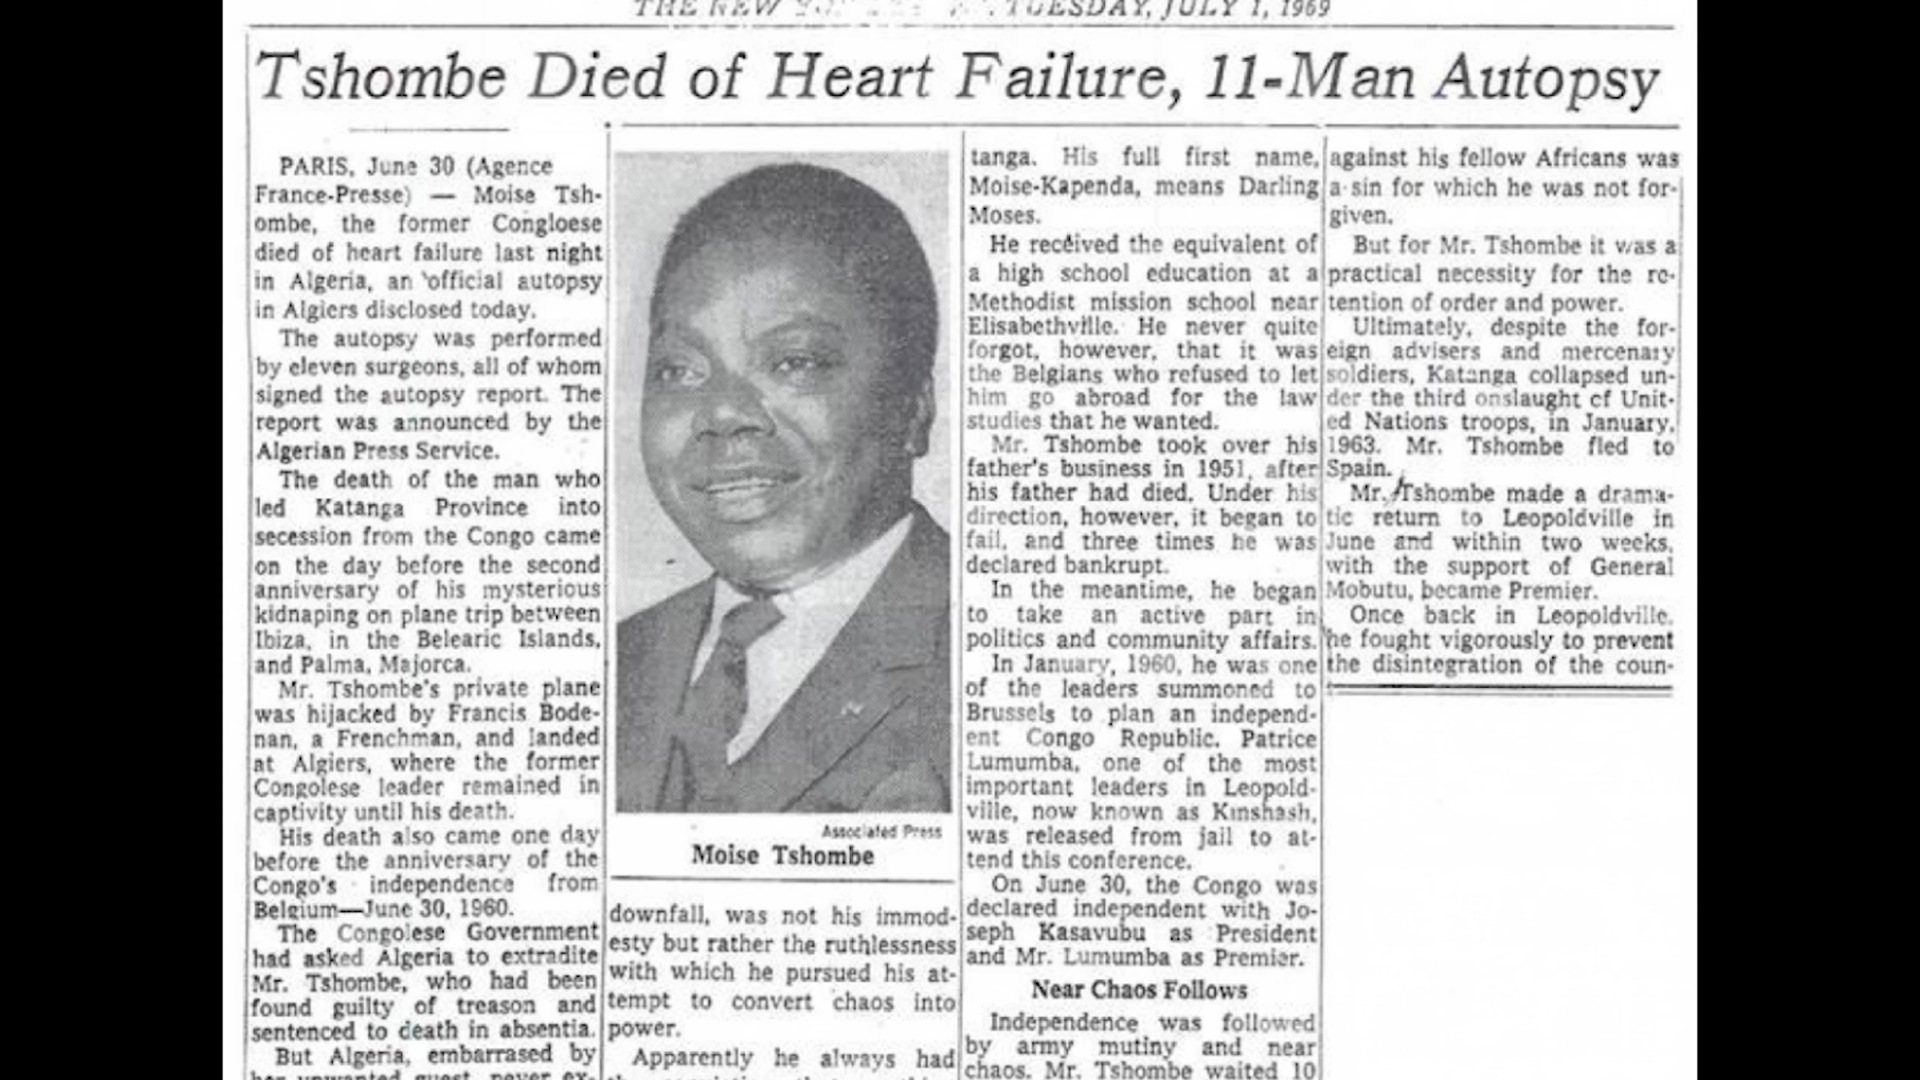 THE NEW TUESDAY, JULY 1, 1969
Tshombe Died of Heart Failure, 11-Man Autopsy
PARIS, June 30 (Agence
France-Presse) — Moise Tsh-
ombe, the former Congloese
died of heart failure last night
in Algeria, an official autopsy
in Algiers disclosed today.
The autopsy was performed
by eleven surgeons, all of whom
signed the autopsy report. The
report was announced by the
Algerian Press Service.
The death of the man who
led Katanga Province into
secession from the Congo came
on the day before the second
anniversary of his mysterious
kidnaping on plane trip between
Ibiza, in the Belearic Islands,
and Palma, Majorca.
Mr. Tshombe's private plane
was hijacked by Francis Bode-
nan, a Frenchman, and landed
at Algiers, where the former
Congolese leader remained in
captivity until his death.
His death also came one day
before the anniversary of the
Congo's independence from
Belgium—June 30, 1960.
The Congolese Government
had asked Algeria to extradite
Mr. Tshombe, who had been
found guilty of treason and
sentenced to death in absentia.
But Algeria, embarrased by
her unwanted guest, never ex-
Associated Press
Moise Tshombe
downfall, was not his immod-
esty but rather the ruthlessness
with which he pursued his at-
tempt to convert chaos into
power.
Apparently he always had
tanga. His full first name,
Moise-Kapenda, means Darling
Moses.
He received the equivalent of
a high school education at a
Methodist mission school near
Elisabethville. He never quite
forgot, however, that it was
the Belgians who refused to let
him go abroad for the law
studies that he wanted.
Mr. Tshombe took over his
father's business in 1951, after
his father had died. Under his
direction, however, it began to
fail, and three times he was
declared bankrupt.
In the meantime, he began
to take an active part in
politics and community affairs.
In January, 1960, he was one
of the leaders summoned to
Brussels to plan an independ-
ent Congo Republic. Patrice
Lumumba, one of the most
important leaders in Leopold-
ville, now known as Kinshash,
was released from jail to at-
tend this conference.
On June 30, the Congo was
declared independent with Jo-
seph Kasavubu as President
and Mr. Lumumba as Premier.
Near Chaos Follows
Independence was followed
by army mutiny and near
chaos. Mr. Tshombe waited 10
against his fellow Africans was
a sin for which he was not for-
given.
But for Mr. Tshombe it was a
practical necessity for the re-
tention of order and power.
Ultimately, despite the for-
eign advisers and mercenary
soldiers, Katanga collapsed un-
der the third onslaught of Unit-
ed Nations troops, in January,
1963. Mr. Tshombe fled to
Spain.
Mr. Tshombe made a drama-
tic return to Leopoldville in
June and within two weeks,
with the support of General
Mobutu, became Premier.
Once back in Leopoldville,
he fought vigorously to prevent
the disintegration of the coun-